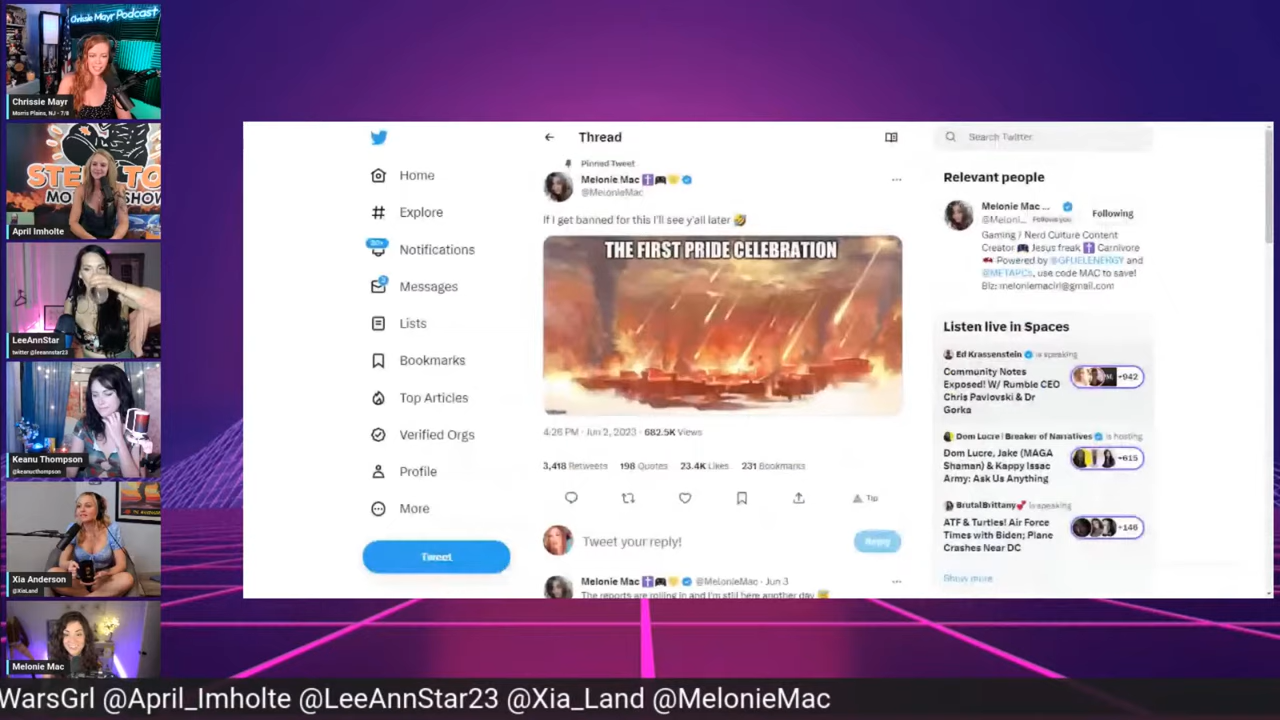 Chrissie Mayr Podcast
Chrissie Mayr
Morris Plains, NJ - 7/8
April Imholte
LeeAnnStar
twitter @leeannstar23
Keanu Thompson
@keanucthompson
Xia Anderson
@XiaLand
Melonie Mac
Home
Explore
Notifications
Messages
Lists
Bookmarks
Top Articles
Verified Orgs
Profile
More
Tweet
Thread
Pinned Tweet
Melonie Mac
@MelonieMac
If I get banned for this I'll see y'all later 🤣
THE FIRST PRIDE CELEBRATION
4:26 PM · Jun 2, 2023 · 682.5K Views
3,418 Retweets 198 Quotes 23.4K Likes 231 Bookmarks
Tip
Tweet your reply!
Reply
Melonie Mac @MelonieMac · Jun 3
The reports are rolling in and I'm still here another day
Search Twitter
Relevant people
Melonie Mac ...
@Meloni... Follows you
Following
Gaming / Nerd Culture Content
Creator 🎮 Jesus freak ✝️ Carnivore
🥩 Powered by @GFUELENERGY and
@METAPCs, use code MAC to save!
Biz: meloniemacirl@gmail.com
Listen live in Spaces
Ed Krassenstein is speaking
Community Notes
Exposed! W/ Rumble CEO
Chris Pavlovski & Dr
Gorka
+942
Dom Lucre | Breaker of Narratives is hosting
Dom Lucre, Jake (MAGA
Shaman) & Kappy Issac
Army: Ask Us Anything
+615
BrutalBrittany💕 is speaking
ATF & Turtles! Air Force
Times with Biden; Plane
Crashes Near DC
+146
Show more
WarsGrl @April_Imholte @LeeAnnStar23 @Xia_Land @MelonieMac